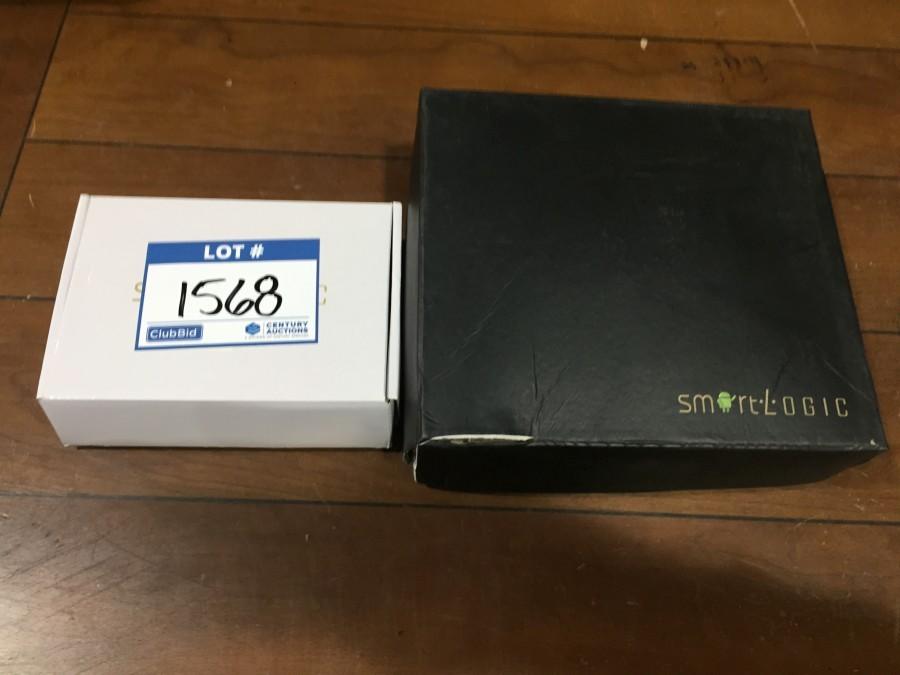 LOT #
1568
ClubBid
CENTURY
AUCTIONS
S C
smartLOGIC